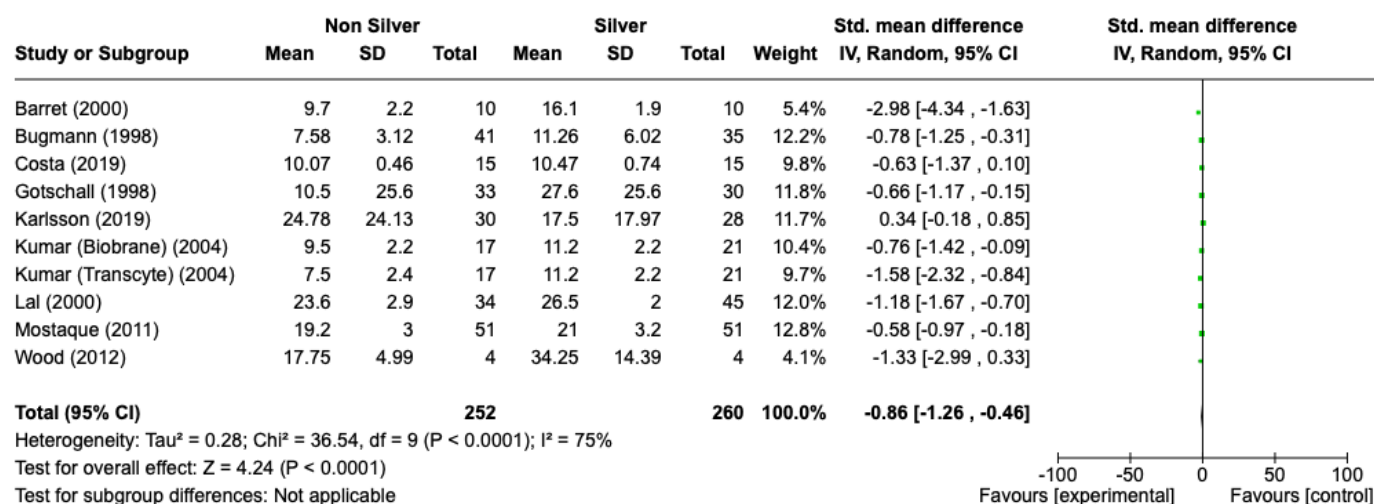 Non Silver Silver Std. mean difference Std. mean difference
Study or Subgroup Mean SD Total Mean SD Total Weight IV, Random, 95% CI IV, Random, 95% CI
Barret (2000) 9.7 2.2 10 16.1 1.9 10 5.4% -2.98 [-4.34 , -1.63]
Bugmann (1998) 7.58 3.12 41 11.26 6.02 35 12.2% -0.78 [-1.25 , -0.31]
Costa (2019) 10.07 0.46 15 10.47 0.74 15 9.8% -0.63 [-1.37 , 0.10]
Gotschall (1998) 10.5 25.6 33 27.6 25.6 30 11.8% -0.66 [-1.17 , -0.15]
Karlsson (2019) 24.78 24.13 30 17.5 17.97 28 11.7% 0.34 [-0.18 , 0.85]
Kumar (Biobrane) (2004) 9.5 2.2 17 11.2 2.2 21 10.4% -0.76 [-1.42 , -0.09]
Kumar (Transcyte) (2004) 7.5 2.4 17 11.2 2.2 21 9.7% -1.58 [-2.32 , -0.84]
Lal (2000) 23.6 2.9 34 26.5 2 45 12.0% -1.18 [-1.67 , -0.70]
Mostaque (2011) 19.2 3 51 21 3.2 51 12.8% -0.58 [-0.97 , -0.18]
Wood (2012) 17.75 4.99 4 34.25 14.39 4 4.1% -1.33 [-2.99 , 0.33]
Total (95% CI) 252 260 100.0% -0.86 [-1.26 , -0.46]
Heterogeneity: Tau² = 0.28; Chi² = 36.54, df = 9 (P < 0.0001); I² = 75%
Test for overall effect: Z = 4.24 (P < 0.0001)
-100 -50 0 50 100
Test for subgroup differences: Not applicable
Favours [experimental] Favours [control]